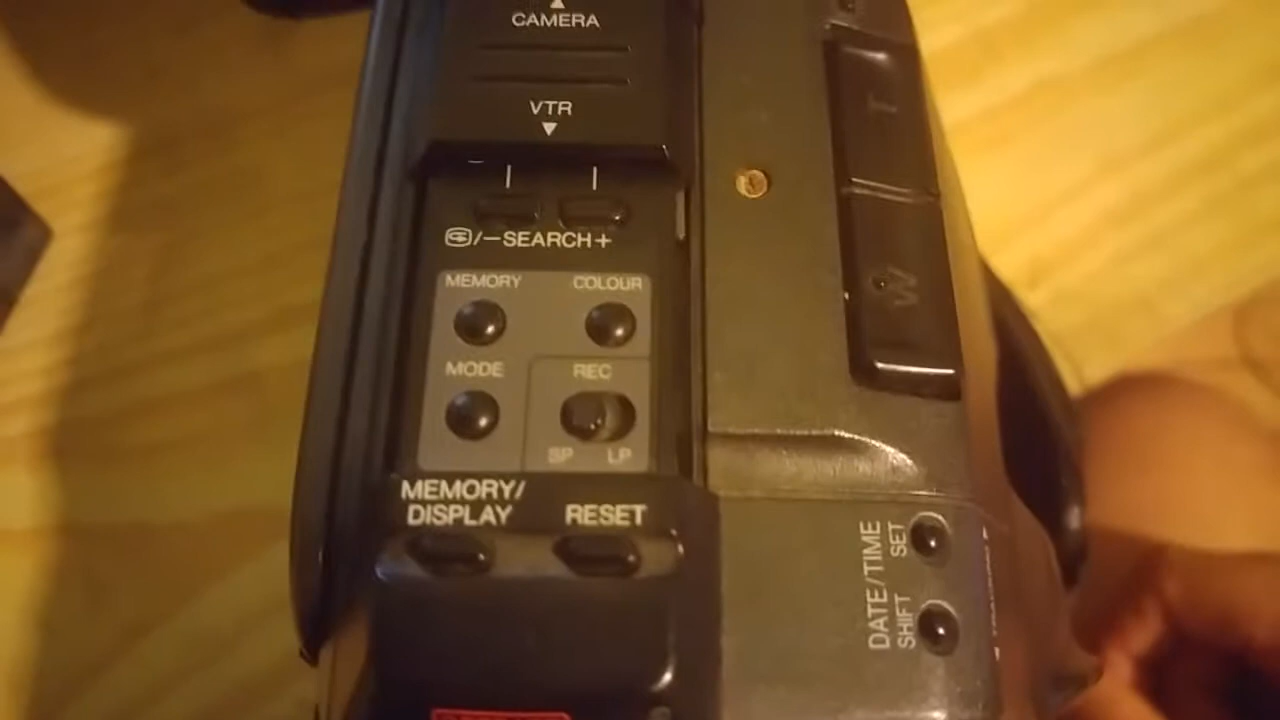 CAMERA
VTR
/–SEARCH+
MEMORY COLOUR
MODE REC
SP LP
MEMORY/
DISPLAY
RESET
T
W
DATE/TIME
SET
SHIFT